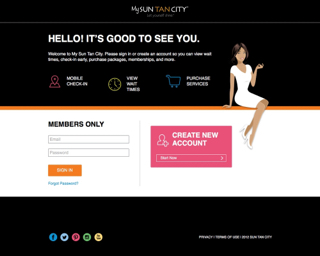 My SUN TAN CITY
Let yourself shine.
HELLO! IT'S GOOD TO SEE YOU.
Welcome to My Sun Tan City. Please sign in or create an account so you can view
wait times, check-in early, purchase packages, memberships, and more.
MOBILE
CHECK-IN
VIEW
WAIT
TIMES
PURCHASE
SERVICES
MEMBERS ONLY
Email
Password
SIGN IN
Forgot Password?
CREATE NEW
ACCOUNT
Start Now
PRIVACY | TERMS OF USE | 2012 SUN TAN CITY